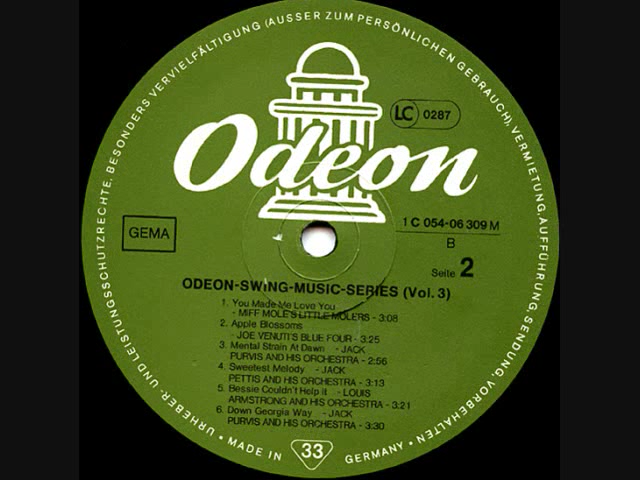 URHEBER- UND LEISTUNGSSCHUTZRECHTE, BESONDERS VERVIELFÄLTIGUNG (AUSSER ZUM PERSÖNLICHEN GEBRAUCH), VERMIETUNG, AUFFÜHRUNG, SENDUNG, VORBEHALTEN
Odeon
LC 0287
GEMA
1 C 054-06 309 M
B
Seite 2
ODEON-SWING-MUSIC-SERIES (Vol. 3)
1. You Made Me Love You
- MIFF MOLE'S LITTLE MOLERS - 3:08
2. Apple Blossoms
- JOE VENUTI'S BLUE FOUR - 3:25
3. Mental Strain At Dawn - JACK
PURVIS AND HIS ORCHESTRA - 2:56
4. Sweetest Melody - JACK
PETTIS AND HIS ORCHESTRA - 3:13
5. Bessie Couldn't Help it - LOUIS
ARMSTRONG AND HIS ORCHESTRA - 3:21
6. Down Georgia Way - JACK
PURVIS AND HIS ORCHESTRA - 3:30
• MADE IN 33 GERMANY •